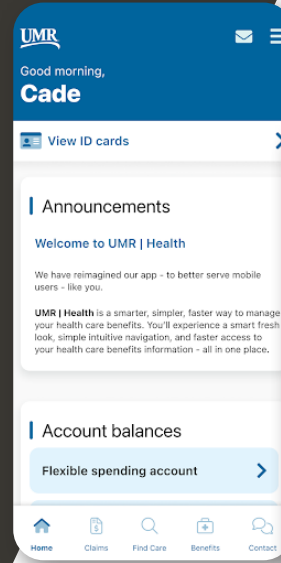 UMR
Good morning,
Cade
View ID cards
Announcements
Welcome to UMR | Health
We have reimagined our app - to better serve mobile
users - like you.
UMR | Health is a smarter, simpler, faster way to manage
your health care benefits. You'll experience a smart fresh
look, simple intuitive navigation, and faster access to
your health care benefits information - all in one place.
Account balances
Flexible spending account
Home
Claims
Find Care
Benefits
Contact